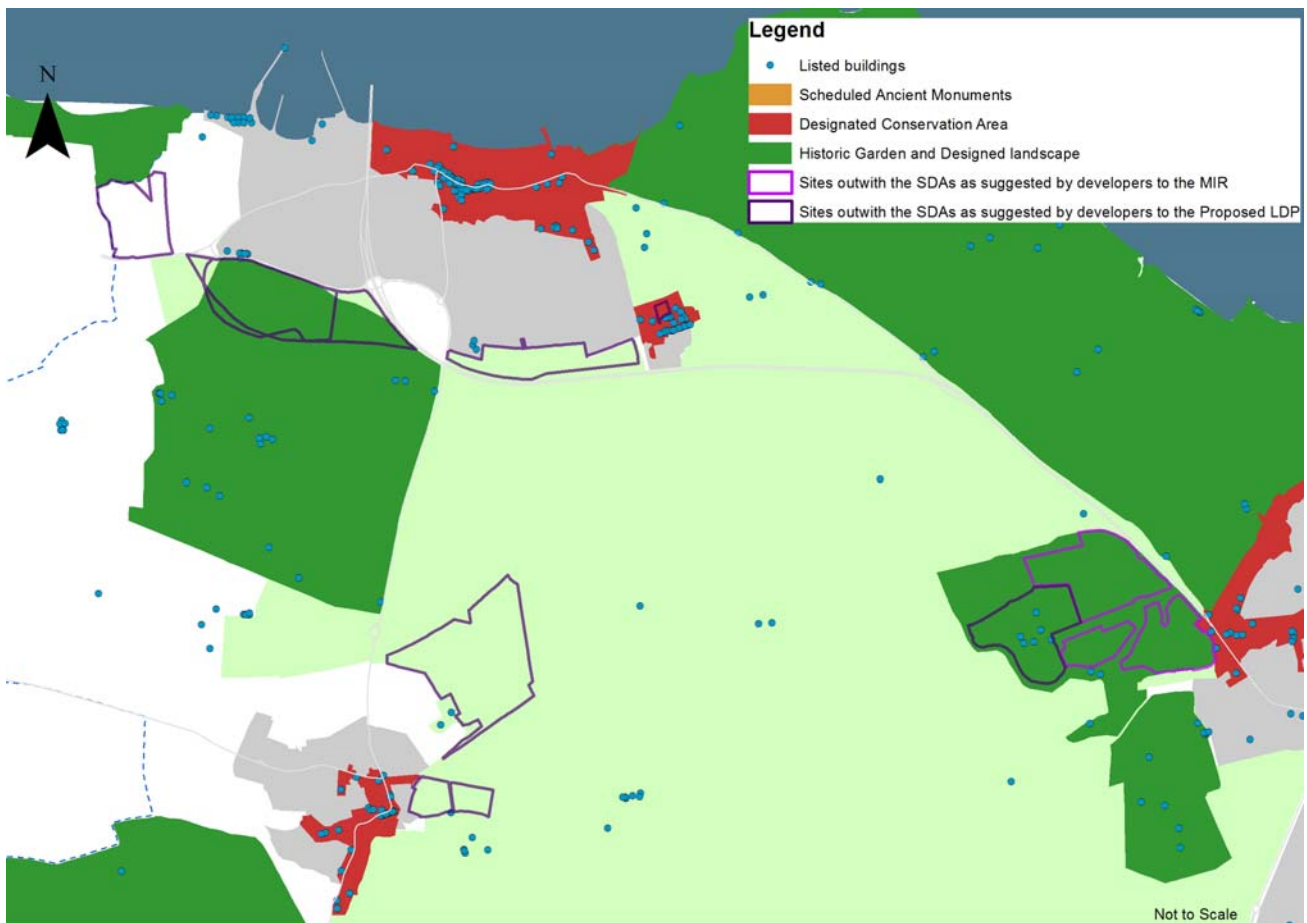 Legend
N
Listed buildings
Scheduled Ancient Monuments
Designated Conservation Area
Historic Garden and Designed landscape
Sites outwith the SDAs as suggested by developers to the MIR
Sites outwith the SDAs as suggested by developers to the Proposed LDP
Not to Scale